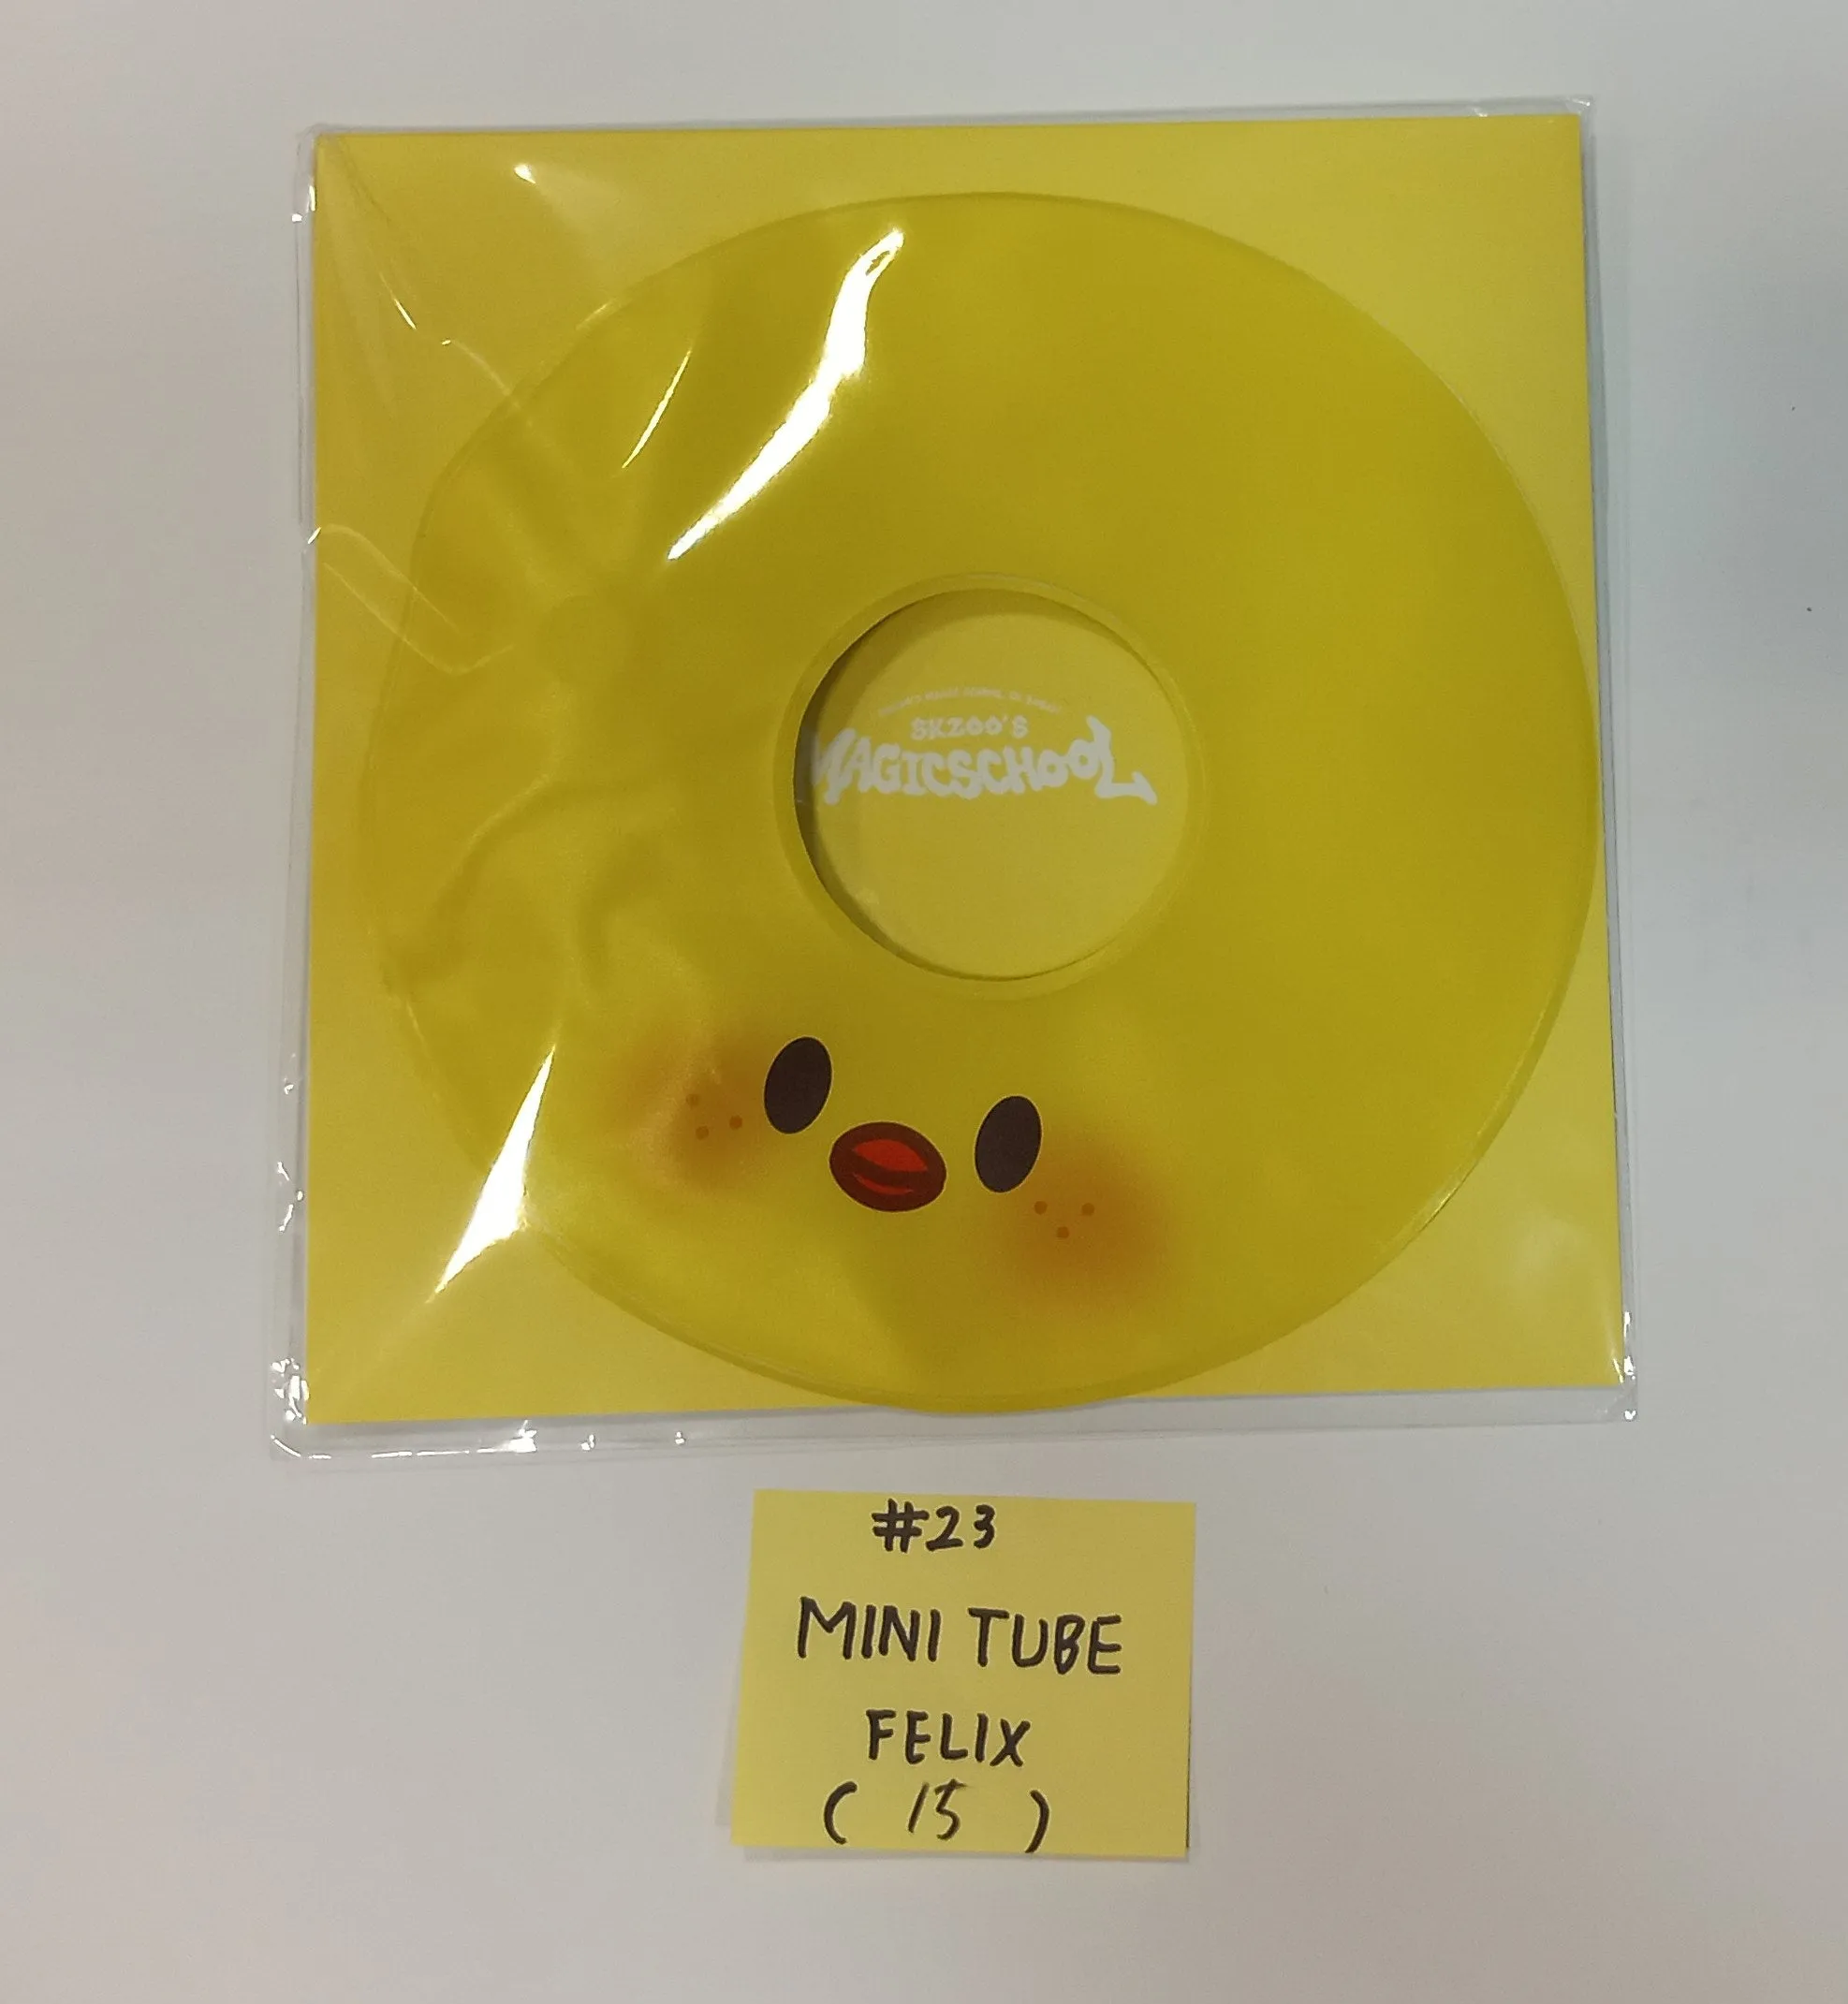 SKZOO'S
MAGICSCHOOL
#23
MINI TUBE
FELIX
( 15 )